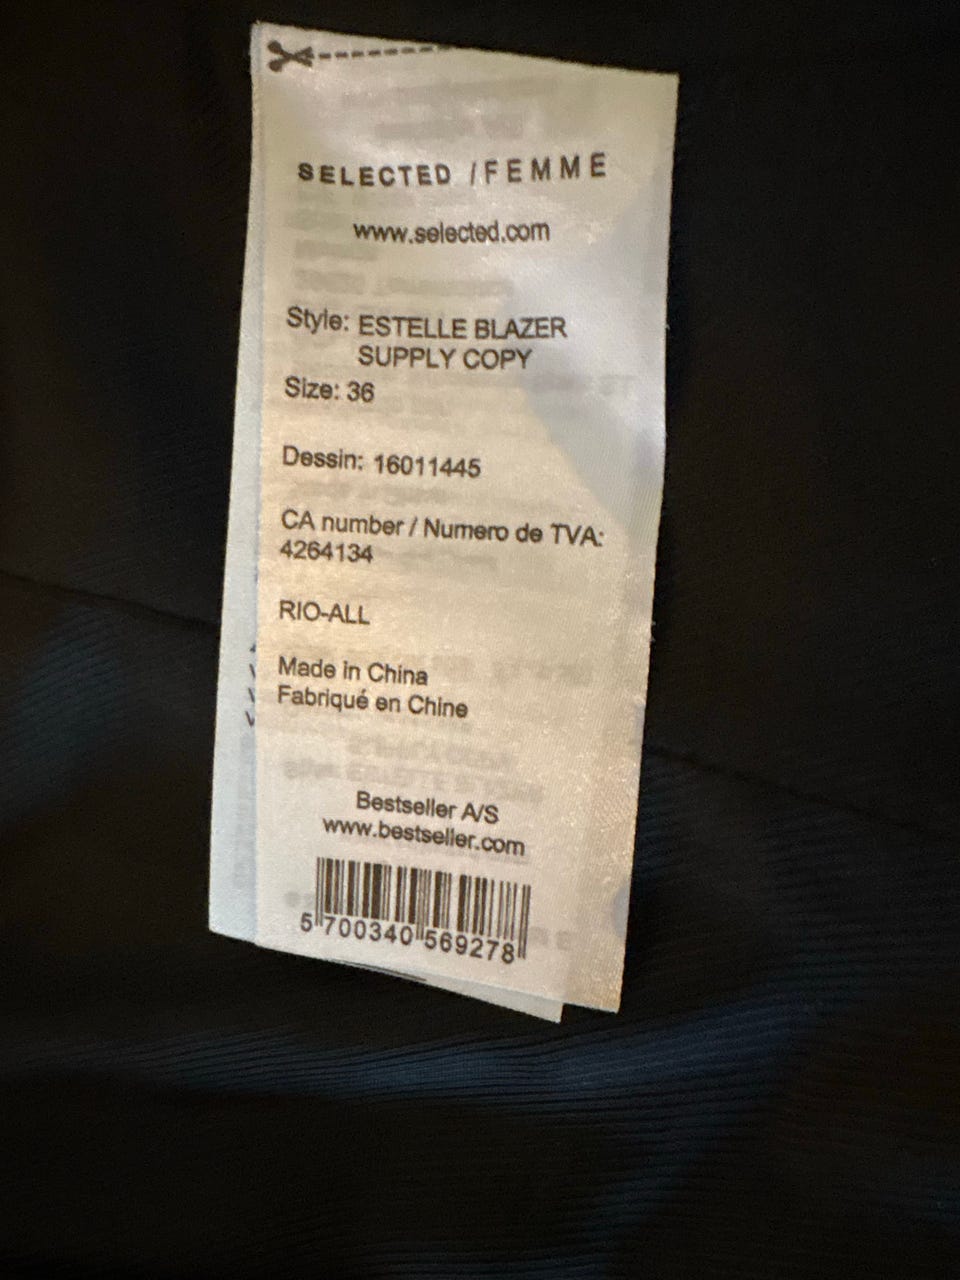 SELECTED /FEMME
www.selected.com
Style: ESTELLE BLAZER
SUPPLY COPY
Size: 36
Dessin: 16011445
CA number / Numero de TVA:
4264134
RIO-ALL
Made in China
Fabriqué en Chine
Bestseller A/S
www.bestseller.com
5 700340 569278